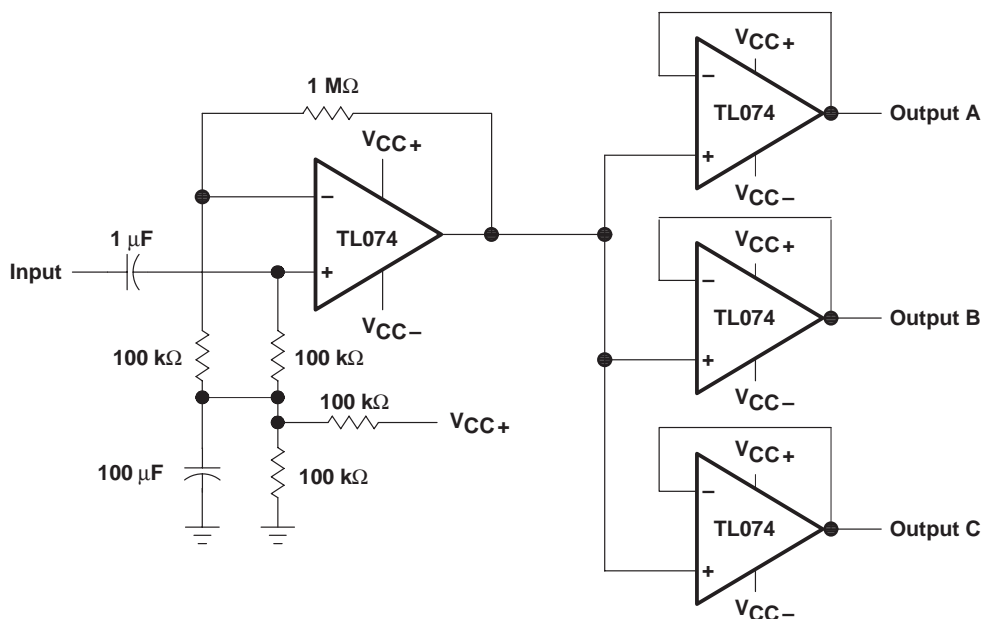 VCC+
−
1 MΩ
TL074
Output A
VCC+
+
−
VCC−
1 µF
TL074
VCC+
Input
+
−
VCC−
TL074
Output B
100 kΩ
100 kΩ
+
100 kΩ
VCC+
VCC−
VCC+
100 µF
100 kΩ
−
TL074
Output C
+
VCC−